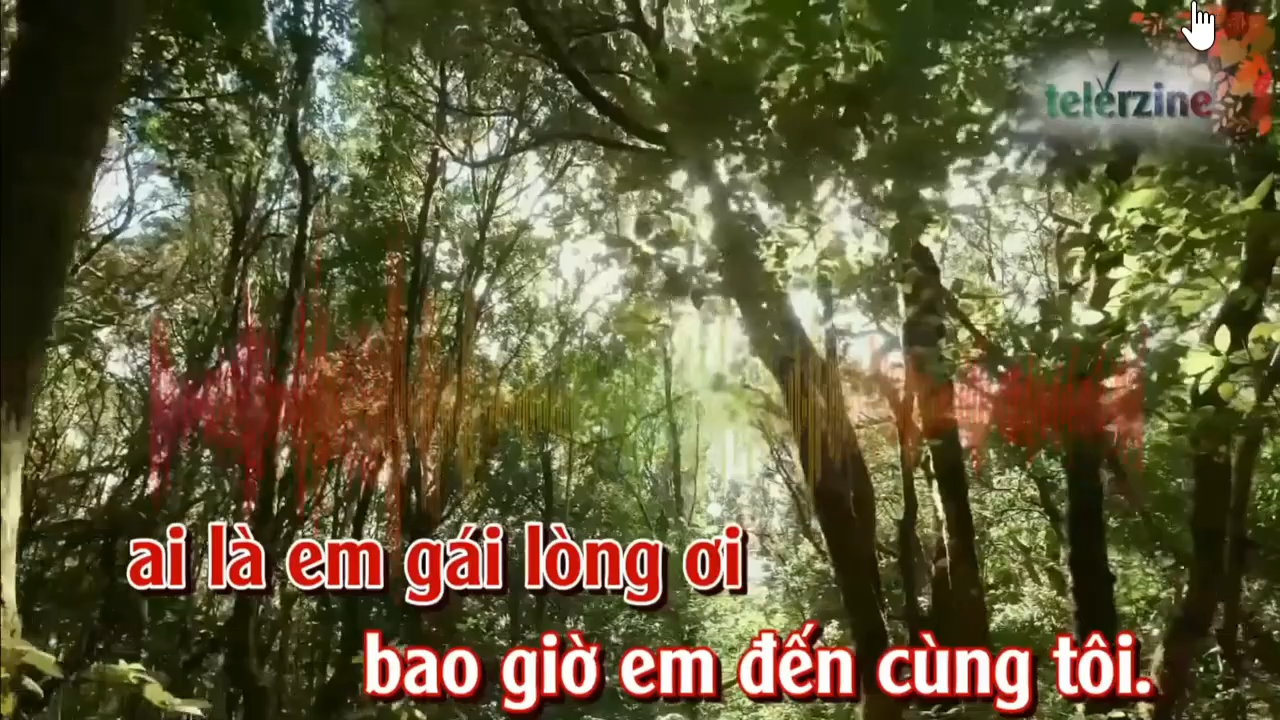 telerzine
ai là em gái lòng ơi
bao giờ em đến cùng tôi.